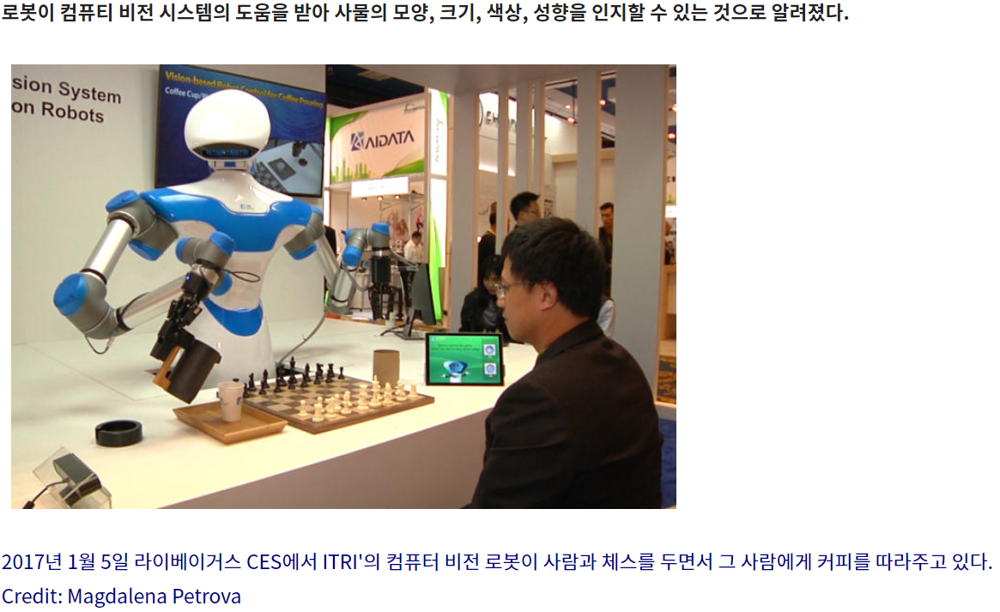 로봇이 컴퓨티 비전 시스템의 도움을 받아 사물의 모양, 크기, 색상, 성향을 인지할 수 있는 것으로 알려졌다.
sion System
on Robots
Vision-based Robot Control for Coffee Pouring
Coffee Cup/
AIDATA
2017년 1월 5일 라이베이거스 CES에서 ITRI'의 컴퓨터 비전 로봇이 사람과 체스를 두면서 그 사람에게 커피를 따라주고 있다.
Credit: Magdalena Petrova